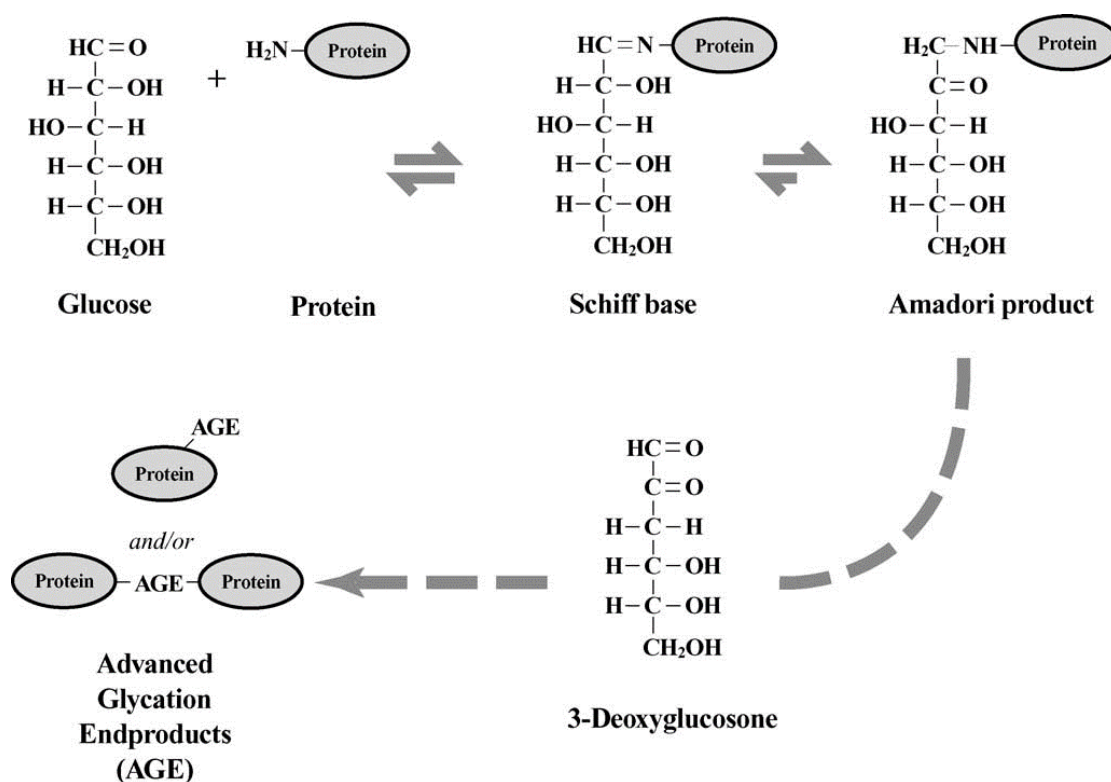 HC=O
H-C-OH
HO-C-H
H-C-OH
H-C-OH
CH2OH
Glucose
+
H2N-Protein
Protein
HC=N-Protein
H-C-OH
HO-C-H
H-C-OH
H-C-OH
CH2OH
Schiff base
H2C-NH-Protein
C=O
HO-C-H
H-C-OH
H-C-OH
CH2OH
Amadori product
HC=O
C=O
H-C-H
H-C-OH
H-C-OH
CH2OH
3-Deoxyglucosone
AGE
Protein
and/or
Protein-AGE-Protein
Advanced
Glycation
Endproducts
(AGE)